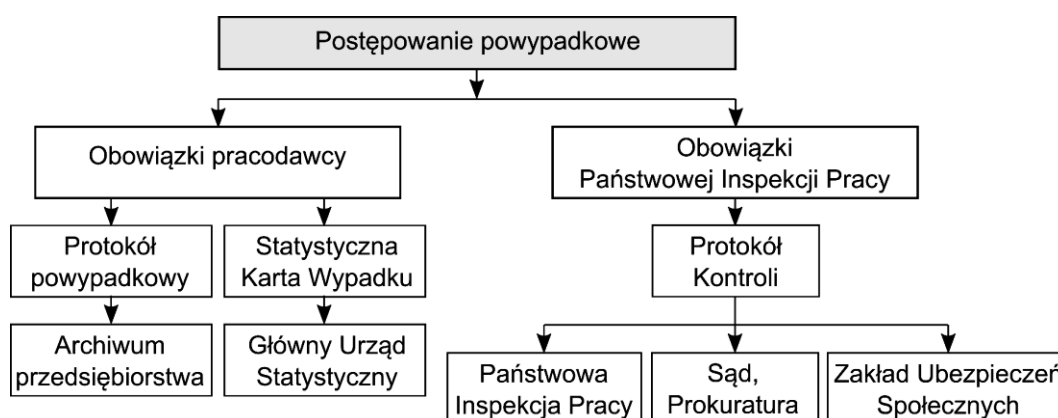 Postępowanie powypadkowe
Obowiązki pracodawcy
Obowiązki
Państwowej Inspekcji Pracy
Protokół
powypadkowy
Statystyczna
Karta Wypadku
Protokół
Kontroli
Archiwum
przedsiębiorstwa
Główny Urząd
Statystyczny
Państwowa
Inspekcja Pracy
Sąd,
Prokuratura
Zakład Ubezpieczeń
Społecznych